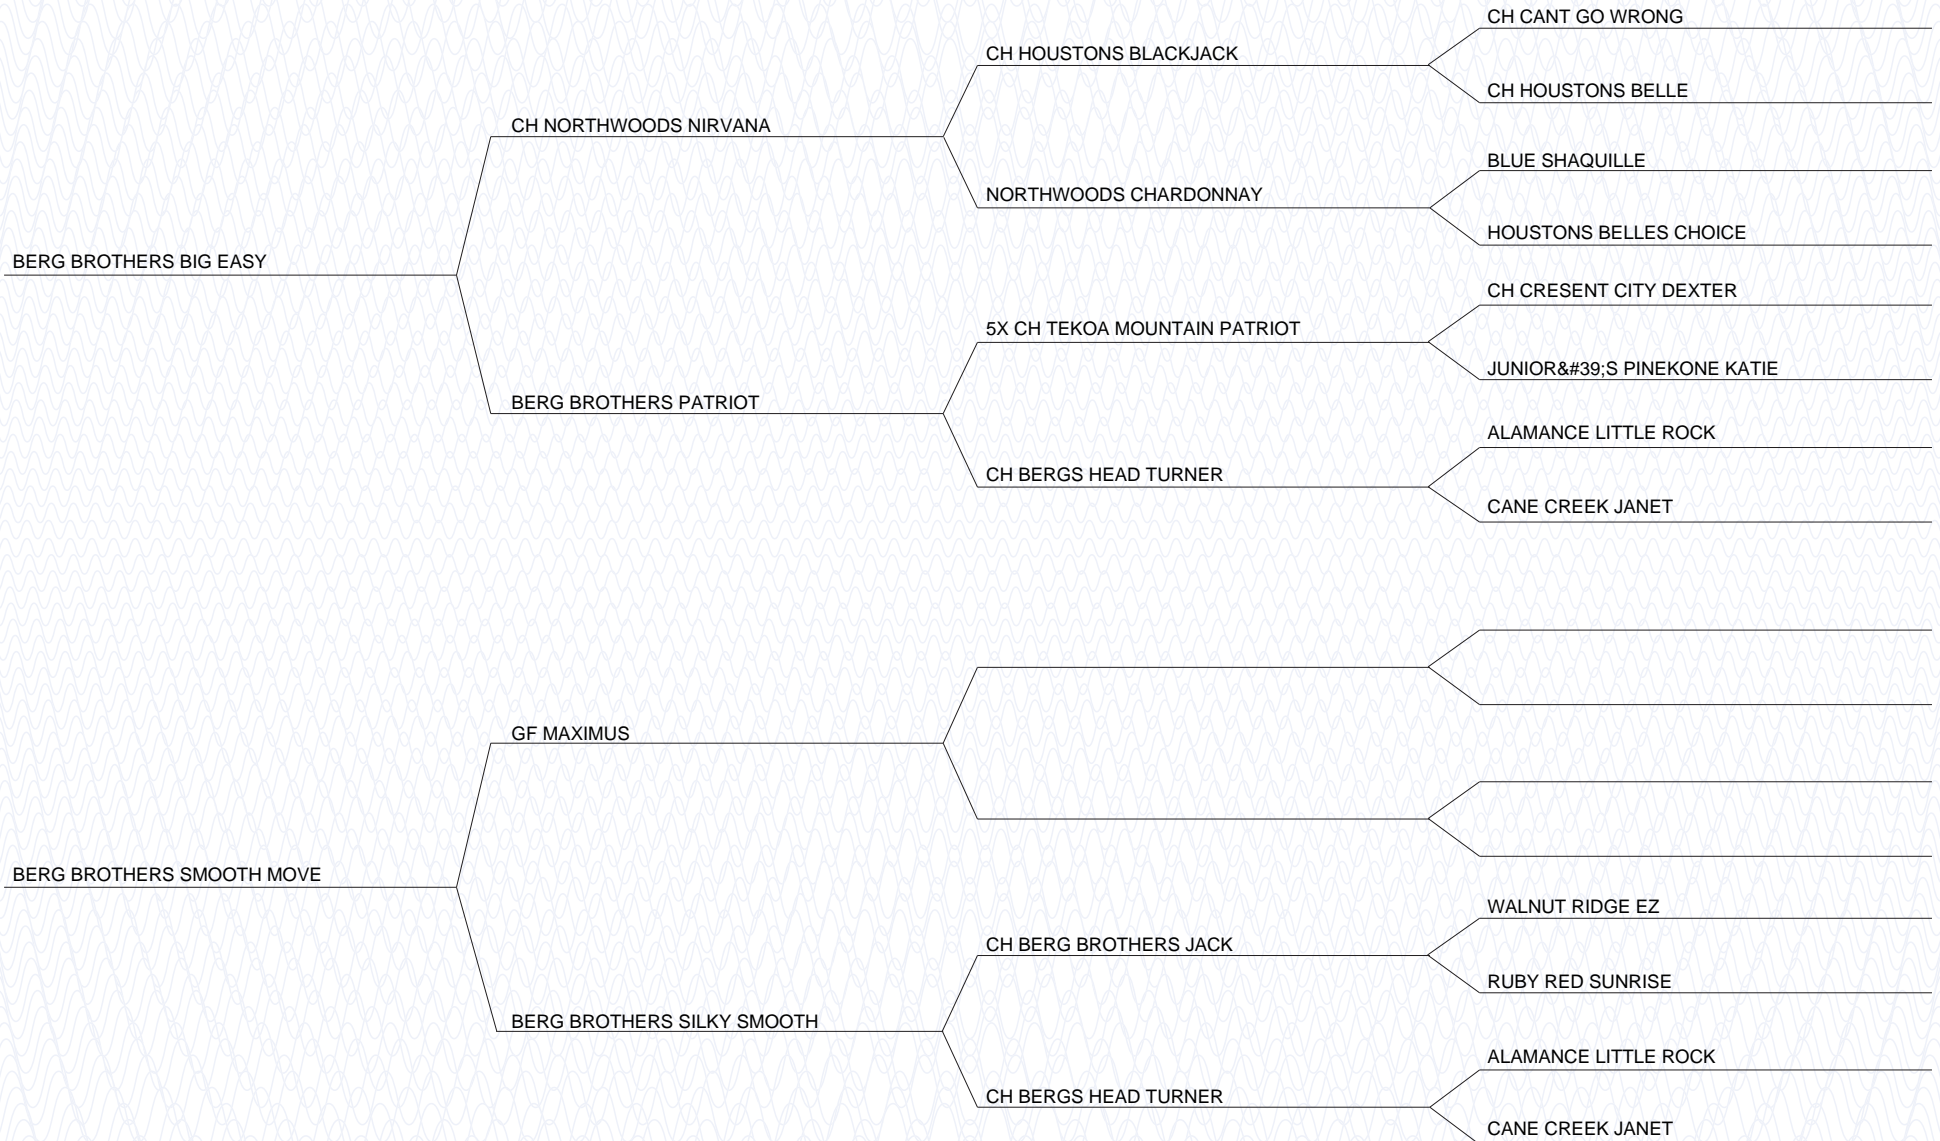 CH CANT GO WRONG
CH HOUSTONS BLACKJACK
CH HOUSTONS BELLE
CH NORTHWOODS NIRVANA
BLUE SHAQUILLE
NORTHWOODS CHARDONNAY
HOUSTONS BELLES CHOICE
BERG BROTHERS BIG EASY
CH CRESENT CITY DEXTER
5X CH TEKOA MOUNTAIN PATRIOT
JUNIOR&#39;S PINEKONE KATIE
BERG BROTHERS PATRIOT
ALAMANCE LITTLE ROCK
CH BERGS HEAD TURNER
CANE CREEK JANET
GF MAXIMUS
BERG BROTHERS SMOOTH MOVE
WALNUT RIDGE EZ
CH BERG BROTHERS JACK
RUBY RED SUNRISE
BERG BROTHERS SILKY SMOOTH
ALAMANCE LITTLE ROCK
CH BERGS HEAD TURNER
CANE CREEK JANET